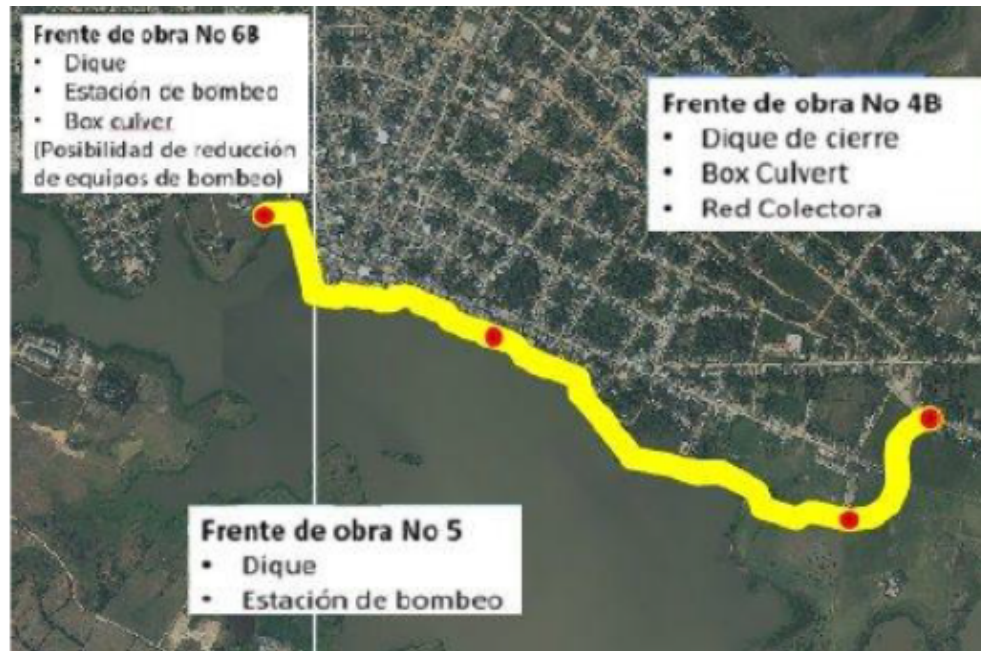 Frente de obra No 6B
• Dique
• Estación de bombeo
• Box culver
(Posibilidad de reducción
de equipos de bombeo)
Frente de obra No 4B
• Dique de cierre
• Box Culvert
• Red Colectora
Frente de obra No 5
• Dique
• Estación de bombeo